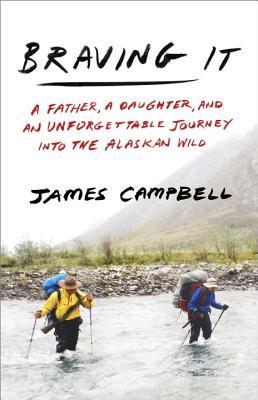 BRAVING IT
A FATHER, A DAUGHTER, AND
AN UNFORGETTABLE JOURNEY
INTO THE ALASKAN WILD
JAMES CAMPBELL